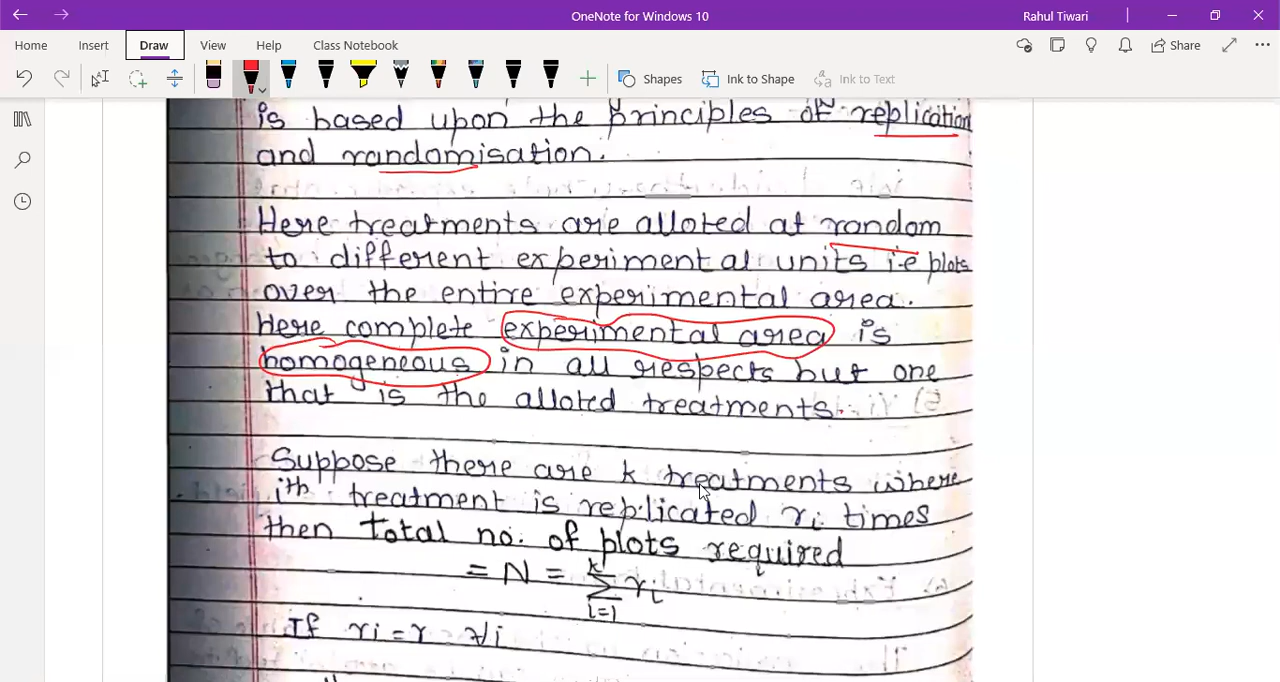 OneNote for Windows 10
Rahul Tiwari
Home Insert Draw View Help Class Notebook
Share
Shapes Ink to Shape Ink to Text
is based upon the principles of replication
and randomisation.
Here treatments are alloted at random
to different experimental units i.e plots
over the entire experimental area.
Here complete experimental area is
homogeneous in all respects but one
that is the alloted treatments.
Suppose there are k treatments where
ith treatment is replicated ri times
then total no. of plots required
= N = k∑i=1 ri
If ri = r ∀i